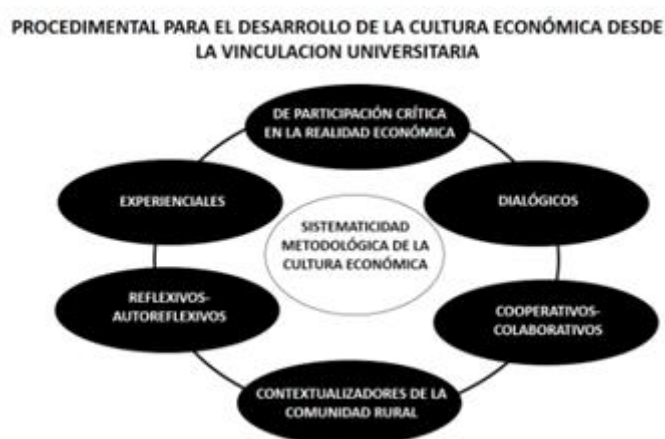 PROCEDIMENTAL PARA EL DESARROLLO DE LA CULTURA ECONÓMICA DESDE
LA VINCULACION UNIVERSITARIA
DE PARTICIPACIÓN CRÍTICA
EN LA REALIDAD ECONÓMICA
EXPERIENCIALES
DIALÓGICOS
SISTEMATICIDAD
METODOLÓGICA DE LA
CULTURA ECONÓMICA
REFLEXIVOS-
AUTOREFLEXIVOS
COOPERATIVOS-
COLABORATIVOS
CONTEXTUALIZADORES DE LA
COMUNIDAD RURAL